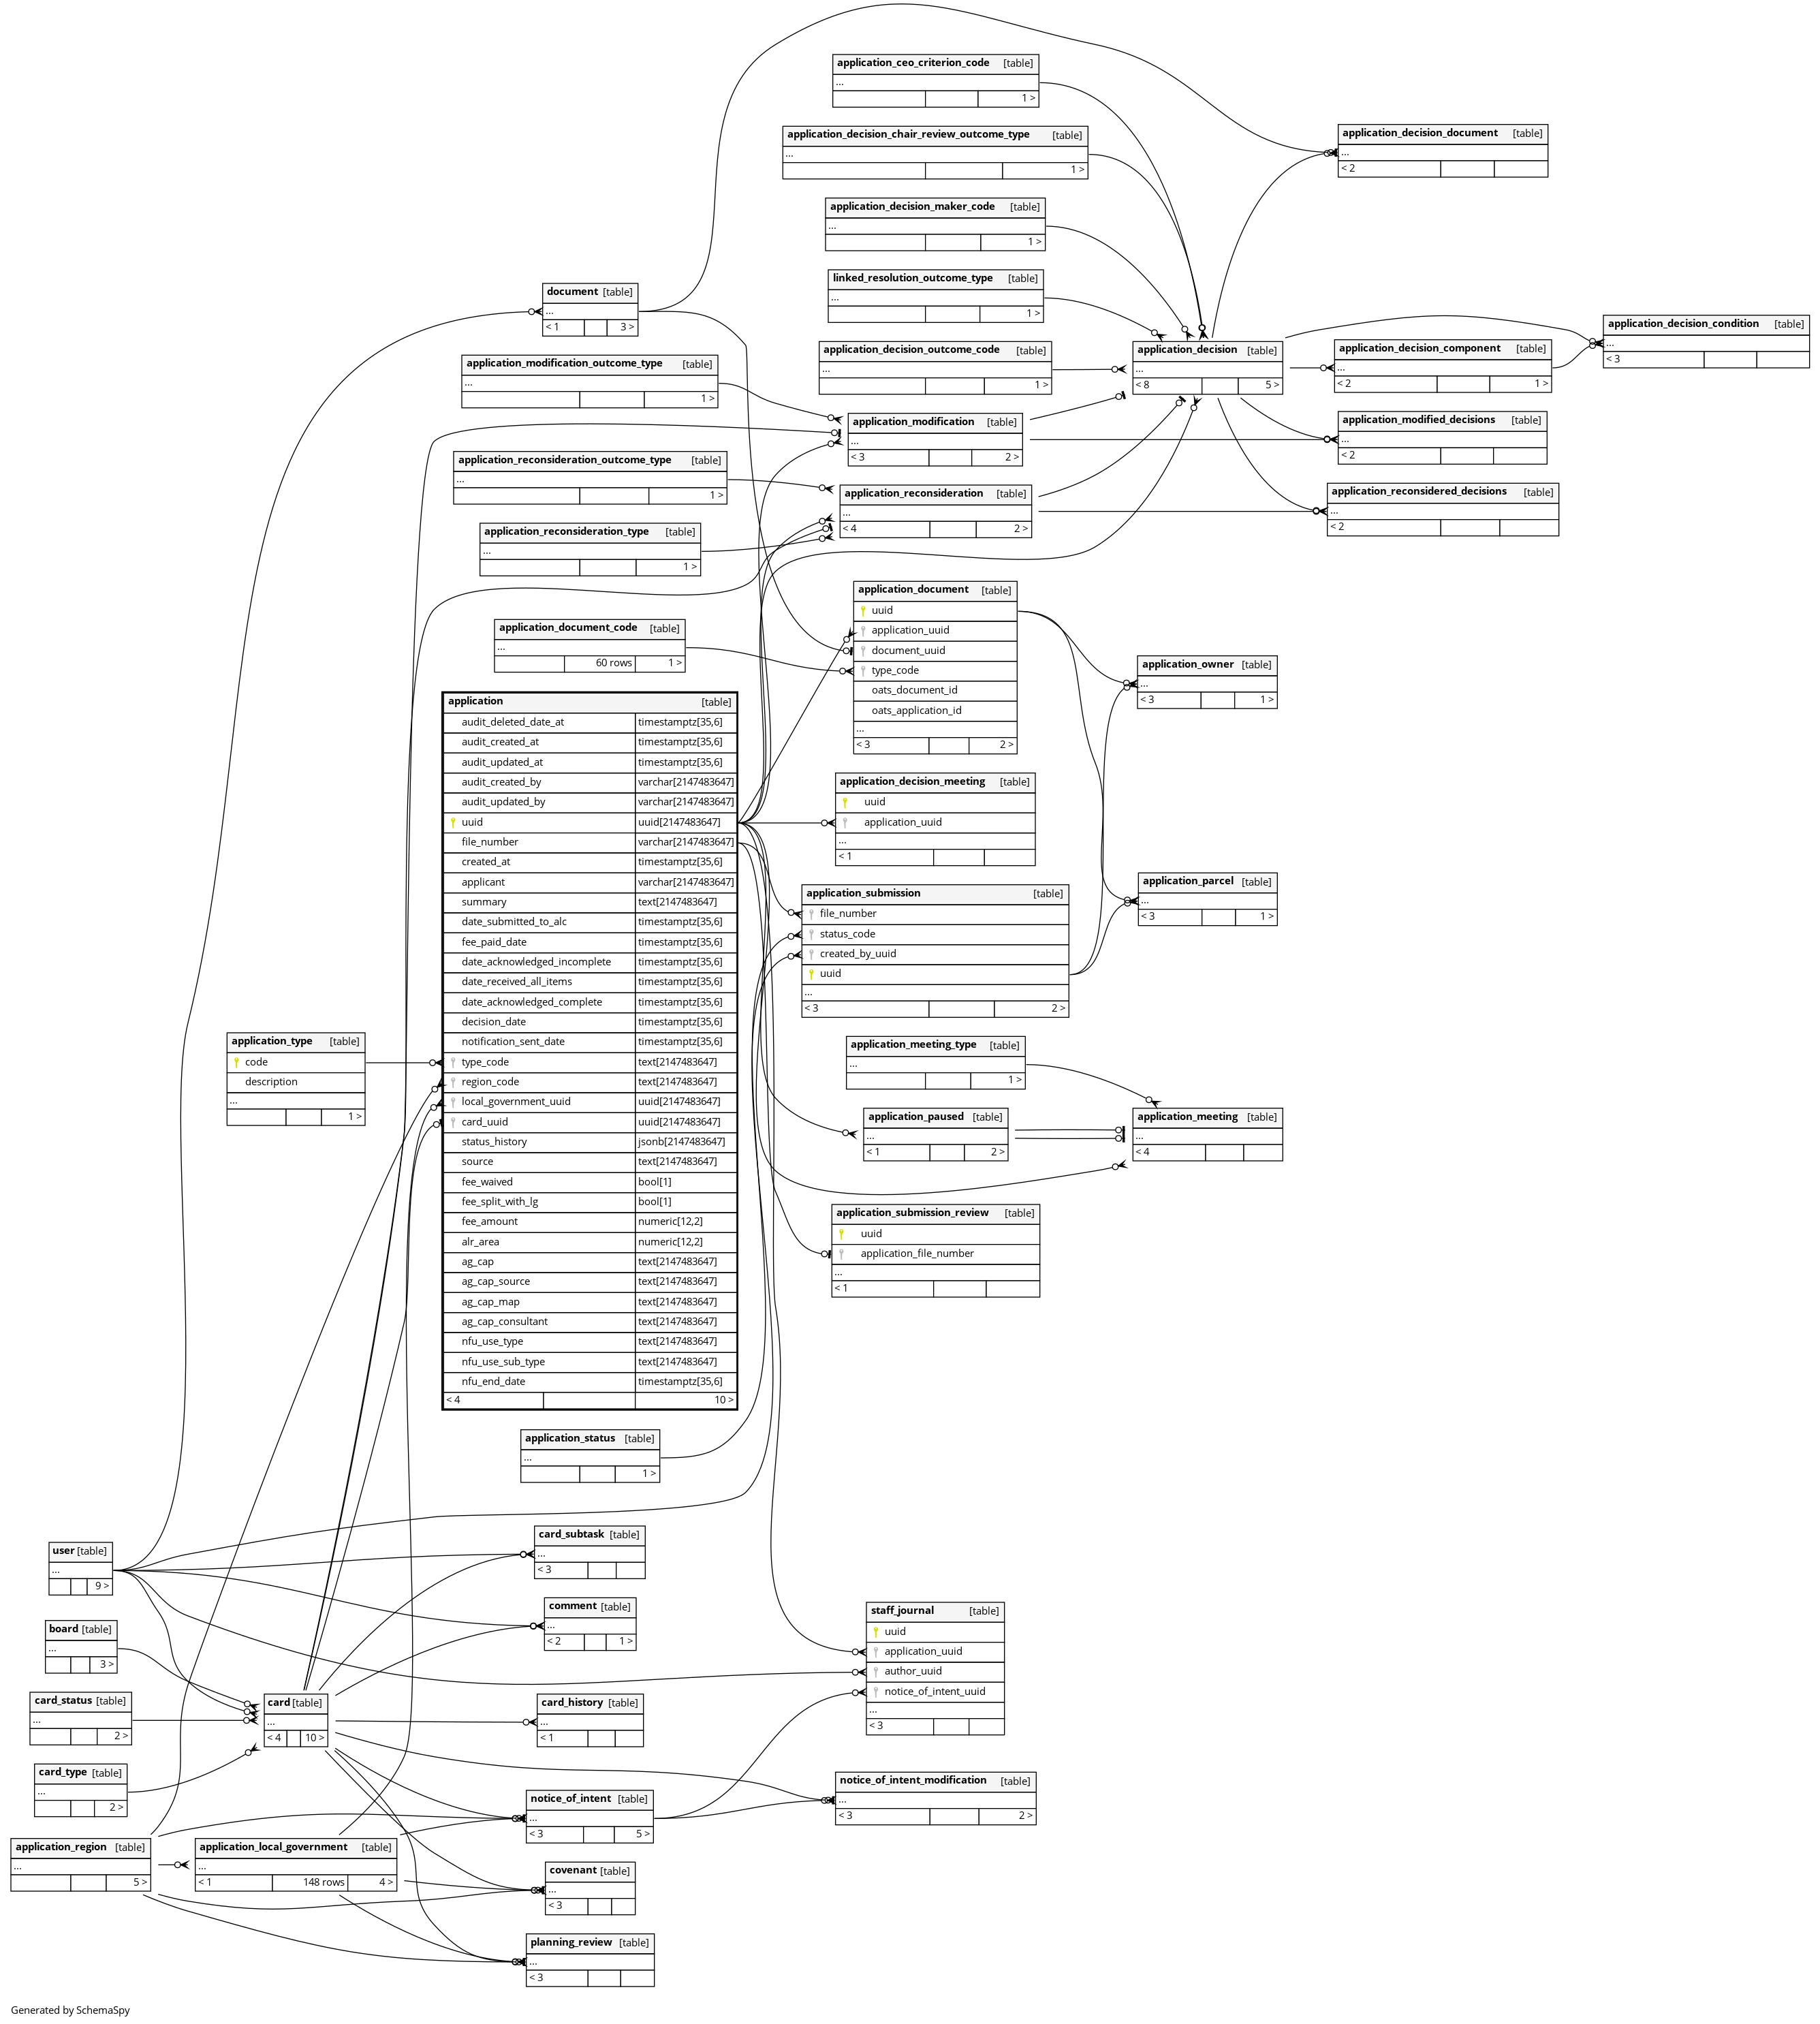 application_ceo_criterion_code [table]
...
1 >
application_decision_chair_review_outcome_type [table]
...
1 >
application_decision_document [table]
...
< 2
application_decision_maker_code [table]
...
1 >
linked_resolution_outcome_type [table]
...
1 >
document [table]
...
< 1 3 >
application_decision_condition [table]
...
< 3
application_decision_outcome_code [table]
...
1 >
application_decision [table]
...
< 8 5 >
application_decision_component [table]
...
< 2 1 >
application_modification_outcome_type [table]
...
1 >
application_modification [table]
...
< 3 2 >
application_modified_decisions [table]
...
< 2
application_reconsideration_outcome_type [table]
...
1 >
application_reconsideration [table]
...
< 4 2 >
application_reconsidered_decisions [table]
...
< 2
application_reconsideration_type [table]
...
1 >
application_document [table]
uuid
application_uuid
document_uuid
type_code
oats_document_id
oats_application_id
...
< 3 2 >
application_document_code [table]
...
60 rows 1 >
application_owner [table]
...
< 3 1 >
application [table]
audit_deleted_date_at timestamptz[35,6]
audit_created_at timestamptz[35,6]
audit_updated_at timestamptz[35,6]
audit_created_by varchar[2147483647]
audit_updated_by varchar[2147483647]
uuid uuid[2147483647]
file_number varchar[2147483647]
created_at timestamptz[35,6]
applicant varchar[2147483647]
summary text[2147483647]
date_submitted_to_alc timestamptz[35,6]
fee_paid_date timestamptz[35,6]
date_acknowledged_incomplete timestamptz[35,6]
date_received_all_items timestamptz[35,6]
date_acknowledged_complete timestamptz[35,6]
decision_date timestamptz[35,6]
notification_sent_date timestamptz[35,6]
type_code text[2147483647]
region_code text[2147483647]
local_government_uuid uuid[2147483647]
card_uuid uuid[2147483647]
status_history jsonb[2147483647]
source text[2147483647]
fee_waived bool[1]
fee_split_with_lg bool[1]
fee_amount numeric[12,2]
alr_area numeric[12,2]
ag_cap text[2147483647]
ag_cap_source text[2147483647]
ag_cap_map text[2147483647]
ag_cap_consultant text[2147483647]
nfu_use_type text[2147483647]
nfu_use_sub_type text[2147483647]
nfu_end_date timestamptz[35,6]
< 4 10 >
application_decision_meeting [table]
uuid
application_uuid
...
< 1
application_submission [table]
file_number
status_code
created_by_uuid
uuid
...
< 3 2 >
application_parcel [table]
...
< 3 1 >
application_type [table]
code
description
...
1 >
application_meeting_type [table]
...
1 >
application_paused [table]
...
< 1 2 >
application_meeting [table]
...
< 4
application_submission_review [table]
uuid
application_file_number
...
< 1
application_status [table]
...
1 >
user [table]
...
9 >
card_subtask [table]
...
< 3
comment [table]
...
< 2 1 >
board [table]
...
3 >
staff_journal [table]
uuid
application_uuid
author_uuid
notice_of_intent_uuid
...
< 3
card_status [table]
...
2 >
card [table]
...
< 4 10 >
card_history [table]
...
< 1
card_type [table]
...
2 >
notice_of_intent [table]
...
< 3 5 >
notice_of_intent_modification [table]
...
< 3 2 >
application_region [table]
...
5 >
application_local_government [table]
...
< 1 148 rows 4 >
covenant [table]
...
< 3
planning_review [table]
...
< 3
Generated by SchemaSpy